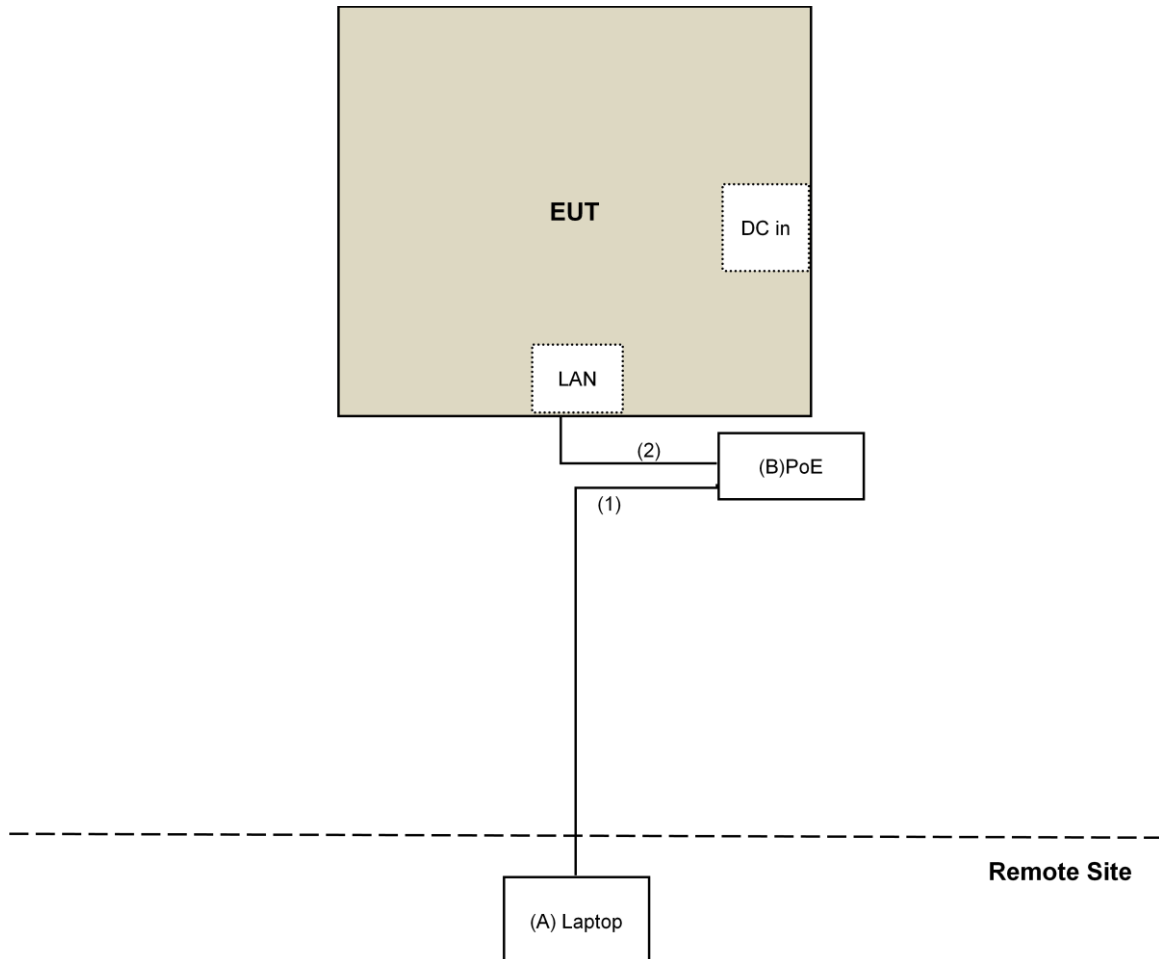 EUT
DC in
LAN
(2)
(B)PoE
(1)
Remote Site
(A) Laptop